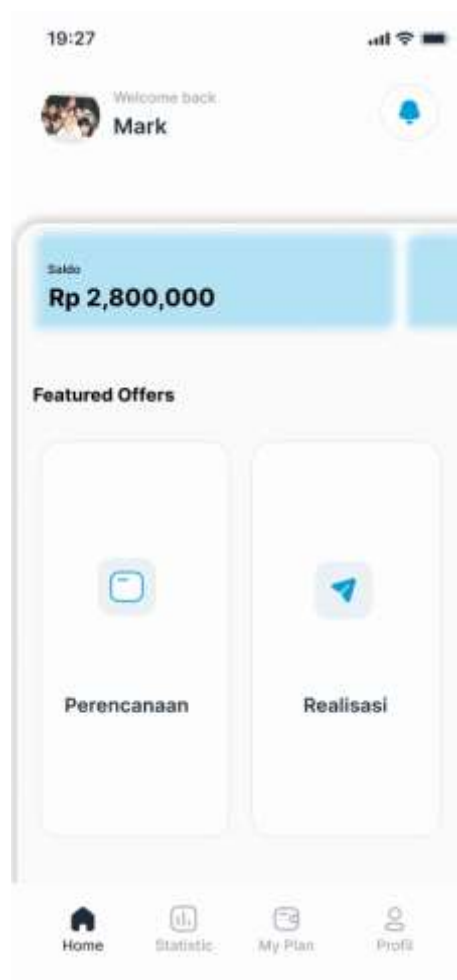 19:27
Welcome back
Mark
Saldo
Rp 2,800,000
Featured Offers
Perencanaan
Realisasi
Home
Statistic
My Plan
Profil